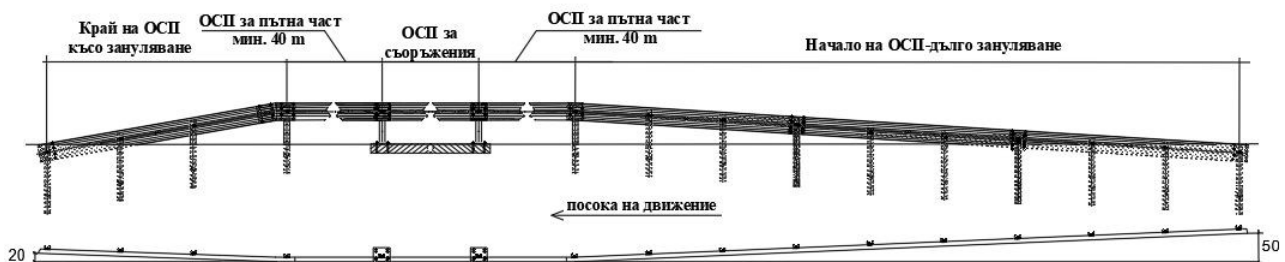 Край на ОСП
късо зануляване
ОСП за пътна част
мин. 40 m
ОСП за
съоръжения
ОСП за пътна част
мин. 40 m
Начало на ОСП-дълго зануляване
посока на движение
20
50